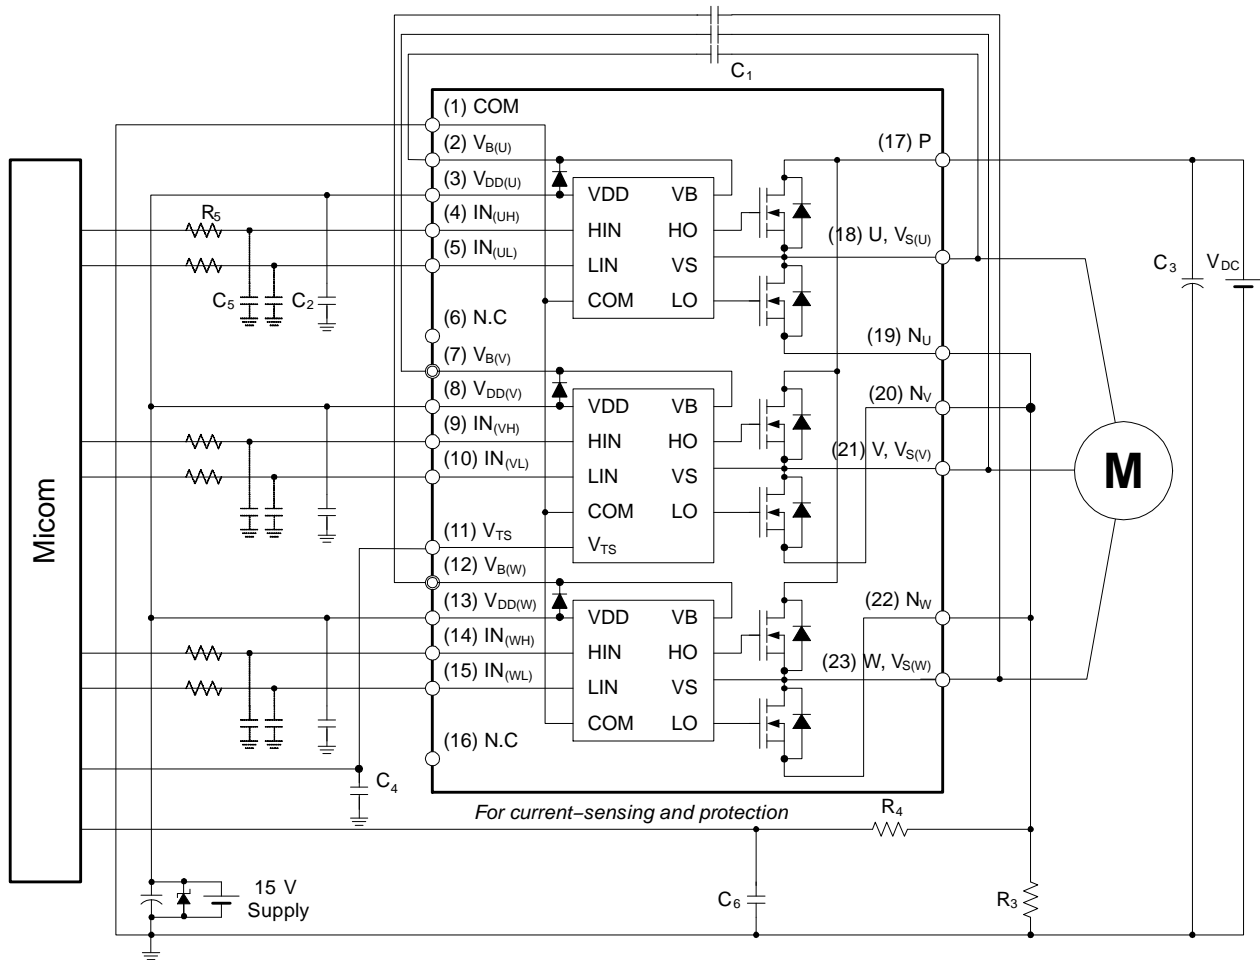 C1
(1) COM
(2) VB(U)
(3) VDD(U)
(4) IN(UH)
(5) IN(UL)
(6) N.C
(7) VB(V)
(8) VDD(V)
(9) IN(VH)
(10) IN(VL)
(11) VTS
(12) VB(W)
(13) VDD(W)
(14) IN(WH)
(15) IN(WL)
(16) N.C
VDD VB
HIN HO
LIN VS
COM LO
VDD VB
HIN HO
LIN VS
COM LO
VTS
VDD VB
HIN HO
LIN VS
COM LO
(17) P
(18) U, VS(U)
(19) NU
(20) NV
(21) V, VS(V)
(22) NW
(23) W, VS(W)
Micom
R5
C5 C2
C4
C3 VDC
M
For current−sensing and protection
R4
C6
R3
15 V
Supply